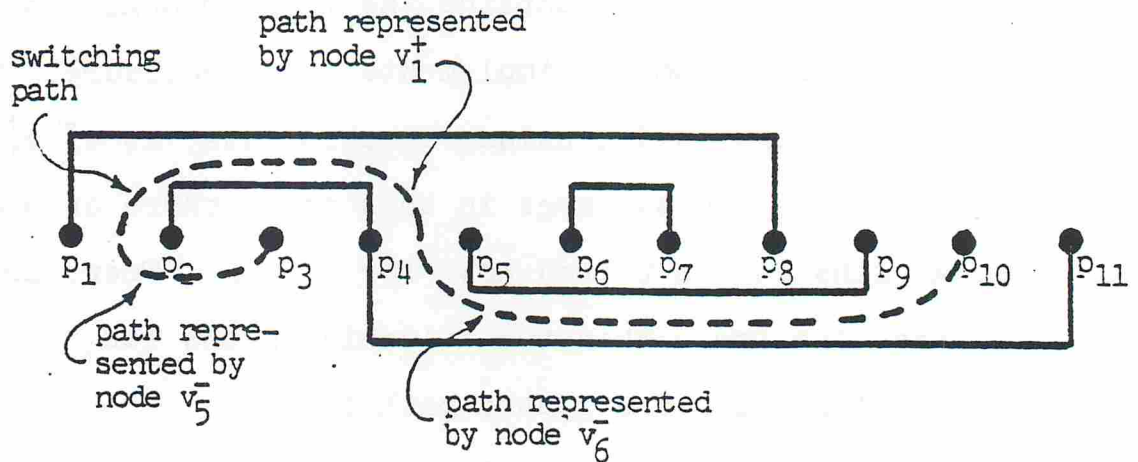 path represented
by node v₁⁺
switching
path
p₁ p₂ p₃ p₄ p₅ p₆ p₇ p₈ p₉ p₁₀ p₁₁
path repre-
sented by
node v₅⁻
path represented
by node v₆⁻